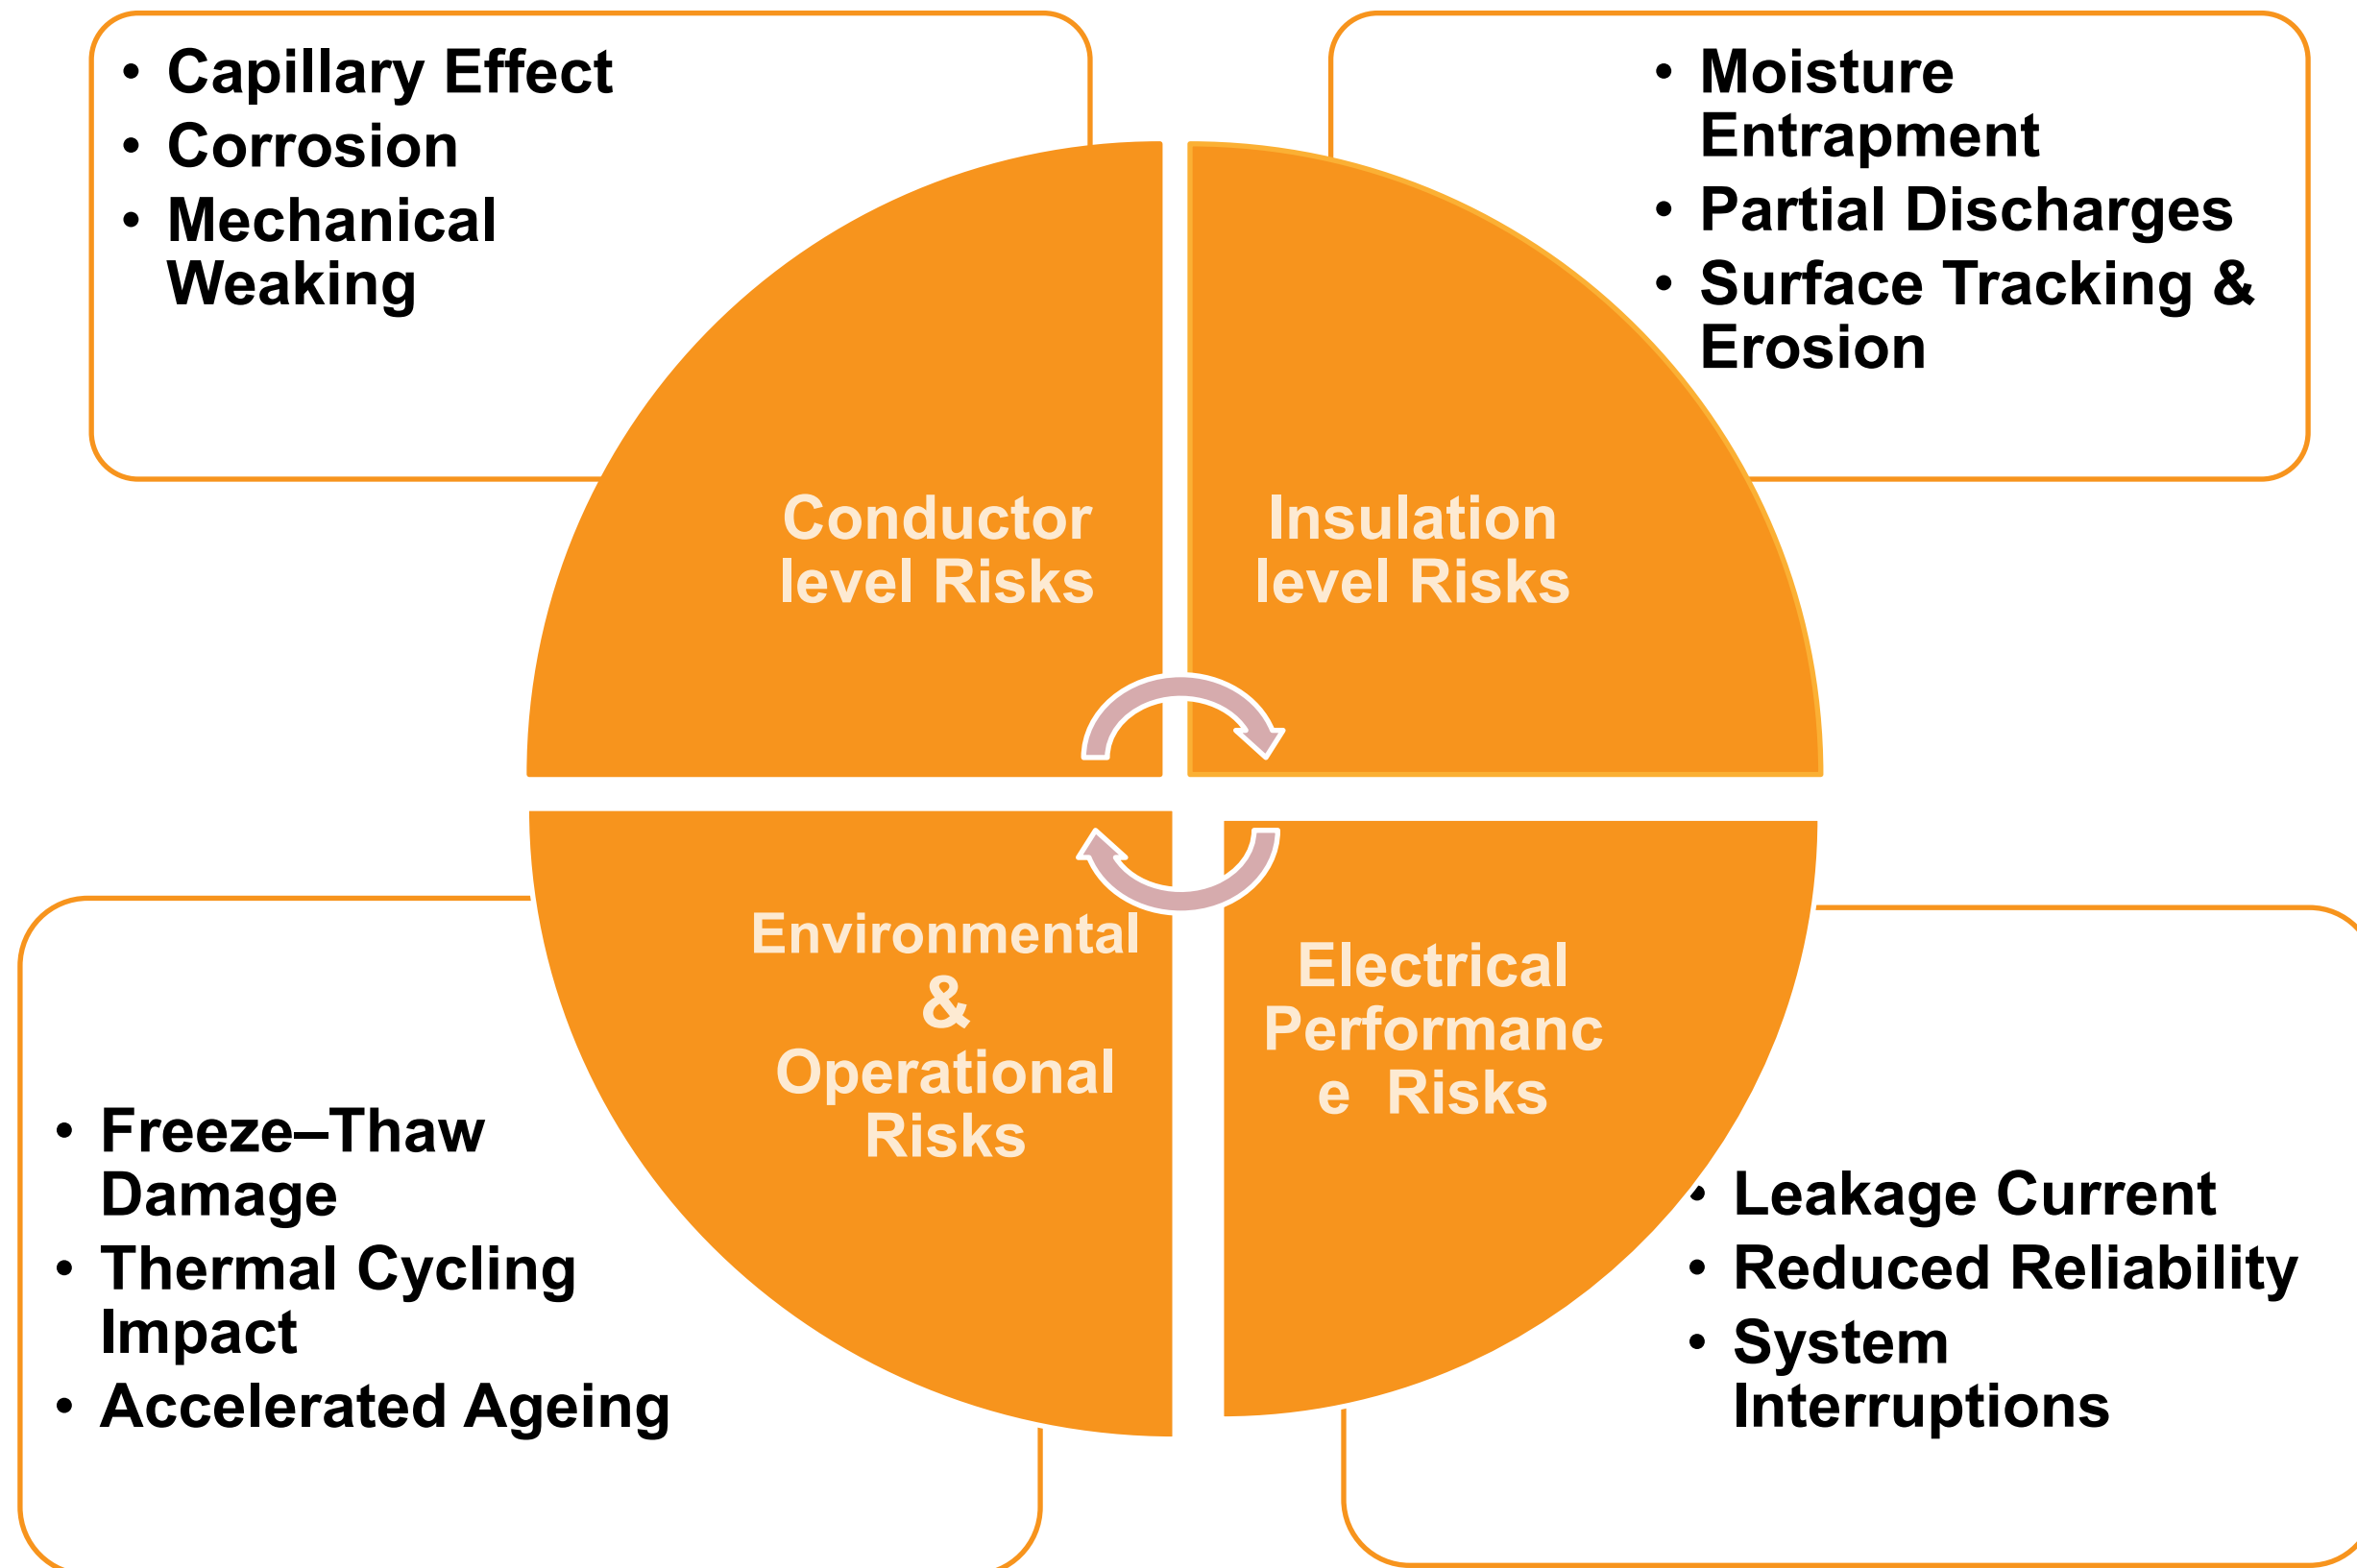 • Capillary Effect
• Corrosion
• Mechanical
Weaking
• Moisture
Entrapment
• Partial Discharges
• Surface Tracking &
Erosion
Conductor
level Risks
Insulation
level Risks
Environmental
&
Operational
Risks
Electrical
Performanc
e Risks
• Freeze–Thaw
Damage
• Thermal Cycling
Impact
• Accelerated Ageing
• Leakage Current
• Reduced Reliability
• System
Interruptions